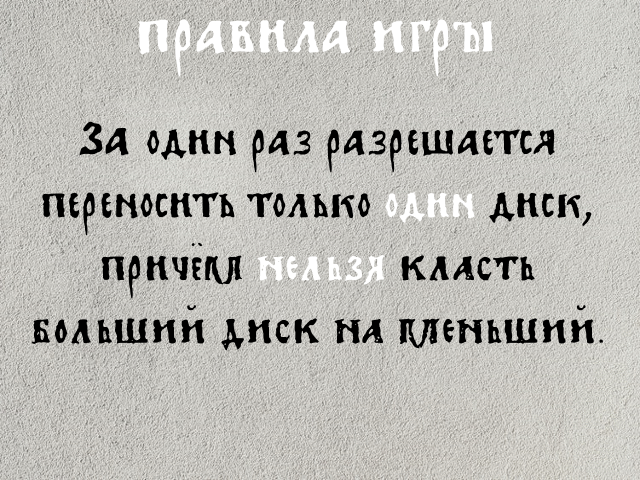 правила игры
За один раз разрешается
переносить только один диск,
причём нельзя класть
больший диск на меньший.